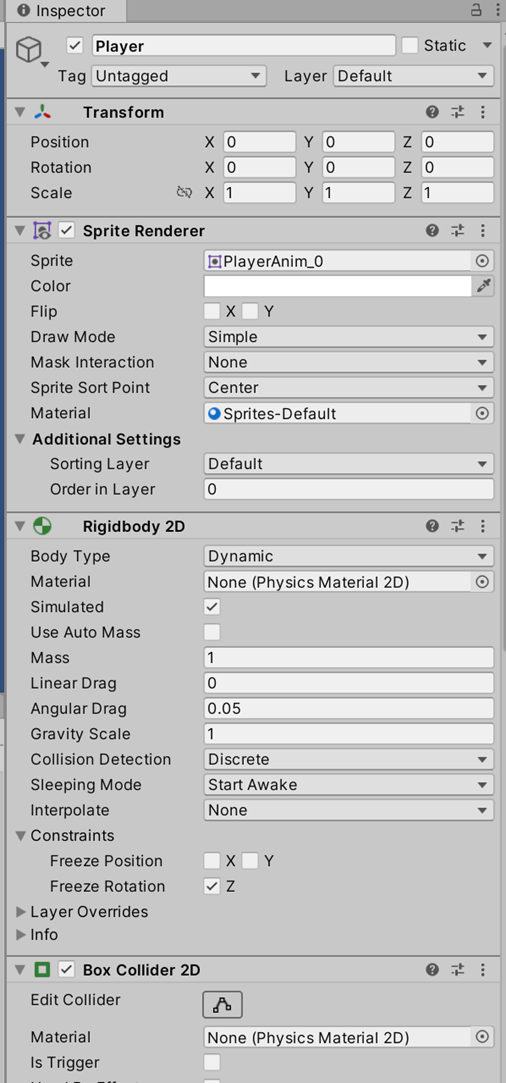 Inspector
Player Static
Tag Untagged Layer Default
Transform
Position X 0 Y 0 Z 0
Rotation X 0 Y 0 Z 0
Scale X 1 Y 1 Z 1
Sprite Renderer
Sprite PlayerAnim_0
Color
Flip X Y
Draw Mode Simple
Mask Interaction None
Sprite Sort Point Center
Material Sprites-Default
Additional Settings
Sorting Layer Default
Order in Layer 0
Rigidbody 2D
Body Type Dynamic
Material None (Physics Material 2D)
Simulated
Use Auto Mass
Mass 1
Linear Drag 0
Angular Drag 0.05
Gravity Scale 1
Collision Detection Discrete
Sleeping Mode Start Awake
Interpolate None
Constraints
Freeze Position X Y
Freeze Rotation Z
Layer Overrides
Info
Box Collider 2D
Edit Collider
Material None (Physics Material 2D)
Is Trigger